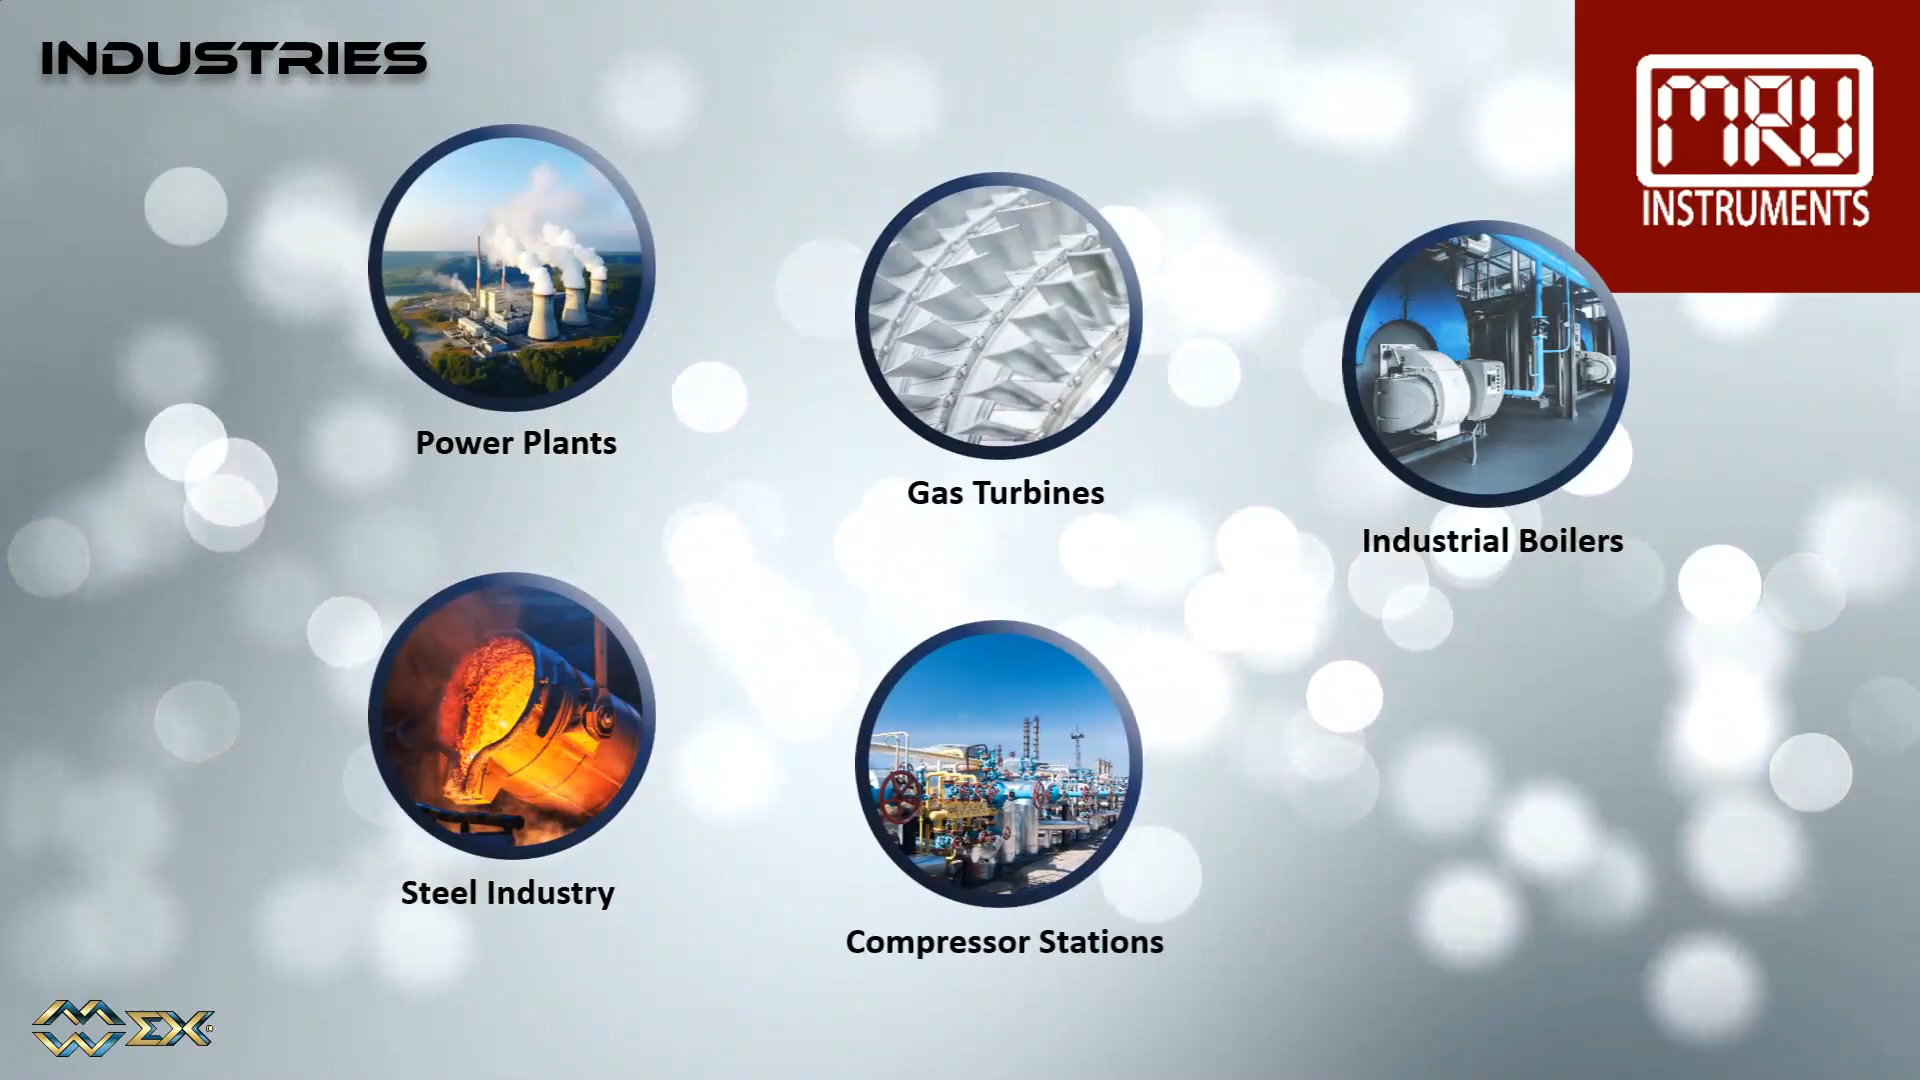 INDUSTRIES
MRU
INSTRUMENTS
Power Plants
Gas Turbines
Industrial Boilers
Steel Industry
Compressor Stations